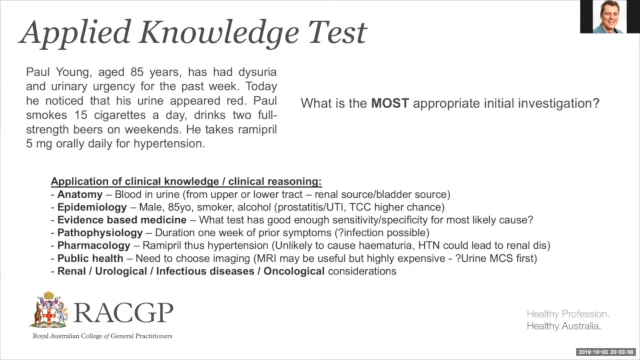 Applied Knowledge Test
Paul Young, aged 85 years, has had dysuria
and urinary urgency for the past week. Today
he noticed that his urine appeared red. Paul
smokes 15 cigarettes a day, drinks two full-
strength beers on weekends. He takes ramipril
5 mg orally daily for hypertension.
What is the MOST appropriate initial investigation?
Application of clinical knowledge / clinical reasoning:
- Anatomy – Blood in urine (from upper or lower tract – renal source/bladder source)
- Epidemiology – Male, 85yo, smoker, alcohol (prostatitis/UTI, TCC higher chance)
- Evidence based medicine – What test has good enough sensitivity/specificity for most likely cause?
- Pathophysiology – Duration one week of prior symptoms (?infection possible)
- Pharmacology – Ramipril thus hypertension (Unlikely to cause haematuria, HTN could lead to renal dis)
- Public health – Need to choose imaging (MRI may be useful but highly expensive - ?Urine MCS first)
- Renal / Urological / Infectious diseases / Oncological considerations
RACGP
Royal Australian College of General Practitioners
Healthy Profession.
Healthy Australia.
2019-10-03 20:03:08